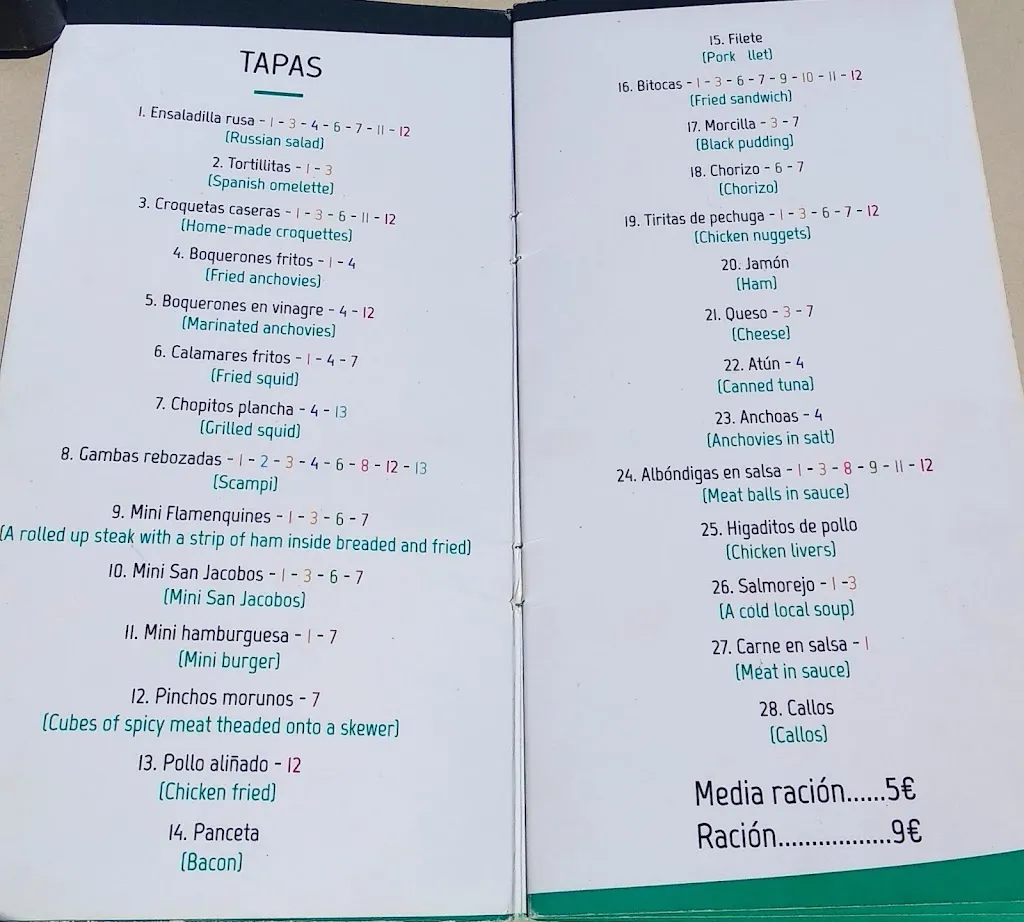 TAPAS
1. Ensaladilla rusa - 1 - 3 - 4 - 6 - 7 - 11 - 12
(Russian salad)
2. Tortillitas - 1 - 3
(Spanish omelette)
3. Croquetas caseras - 1 - 3 - 6 - 11 - 12
(Home-made croquettes)
4. Boquerones fritos - 1 - 4
(Fried anchovies)
5. Boquerones en vinagre - 4 - 12
(Marinated anchovies)
6. Calamares fritos - 1 - 4 - 7
(Fried squid)
7. Chopitos plancha - 4 - 13
(Grilled squid)
8. Gambas rebozadas - 1 - 2 - 3 - 4 - 6 - 8 - 12 - 13
(Scampi)
9. Mini Flamenquines - 1 - 3 - 6 - 7
(A rolled up steak with a strip of ham inside breaded and fried)
10. Mini San Jacobos - 1 - 3 - 6 - 7
(Mini San Jacobos)
11. Mini hamburguesa - 1 - 7
(Mini burger)
12. Pinchos morunos - 7
(Cubes of spicy meat theaded onto a skewer)
13. Pollo aliñado - 12
(Chicken fried)
14. Panceta
(Bacon)
15. Filete
(Pork llet)
16. Bitocas - 1 - 3 - 6 - 7 - 9 - 10 - 11 - 12
(Fried sandwich)
17. Morcilla - 3 - 7
(Black pudding)
18. Chorizo - 6 - 7
(Chorizo)
19. Tiritas de pechuga - 1 - 3 - 6 - 7 - 12
(Chicken nuggets)
20. Jamón
(Ham)
21. Queso - 3 - 7
(Cheese)
22. Atún - 4
(Canned tuna)
23. Anchoas - 4
(Anchovies in salt)
24. Albóndigas en salsa - 1 - 3 - 8 - 9 - 11 - 12
(Meat balls in sauce)
25. Higaditos de pollo
(Chicken livers)
26. Salmorejo - 1 -3
(A cold local soup)
27. Carne en salsa - 1
(Meat in sauce)
28. Callos
(Callos)
Media ración......5€
Ración.................9€